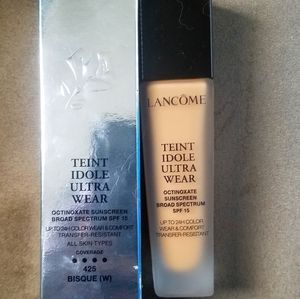 TEINT
IDOLE
ULTRA
WEAR
OCTINOXATE SUNSCREEN
BROAD SPECTRUM SPF 15
UP TO 24H COLOR
WEAR & COMFORT
TRANSFER-RESISTANT
ALL SKIN TYPES
COVERAGE
425
BISQUE (W)
LANCÔME
TEINT
IDOLE
ULTRA
WEAR
OCTINOXATE
SUNSCREEN
BROAD SPECTRUM
SPF 15
UP TO 24H COLOR
WEAR & COMFORT
TRANSFER-RESISTANT